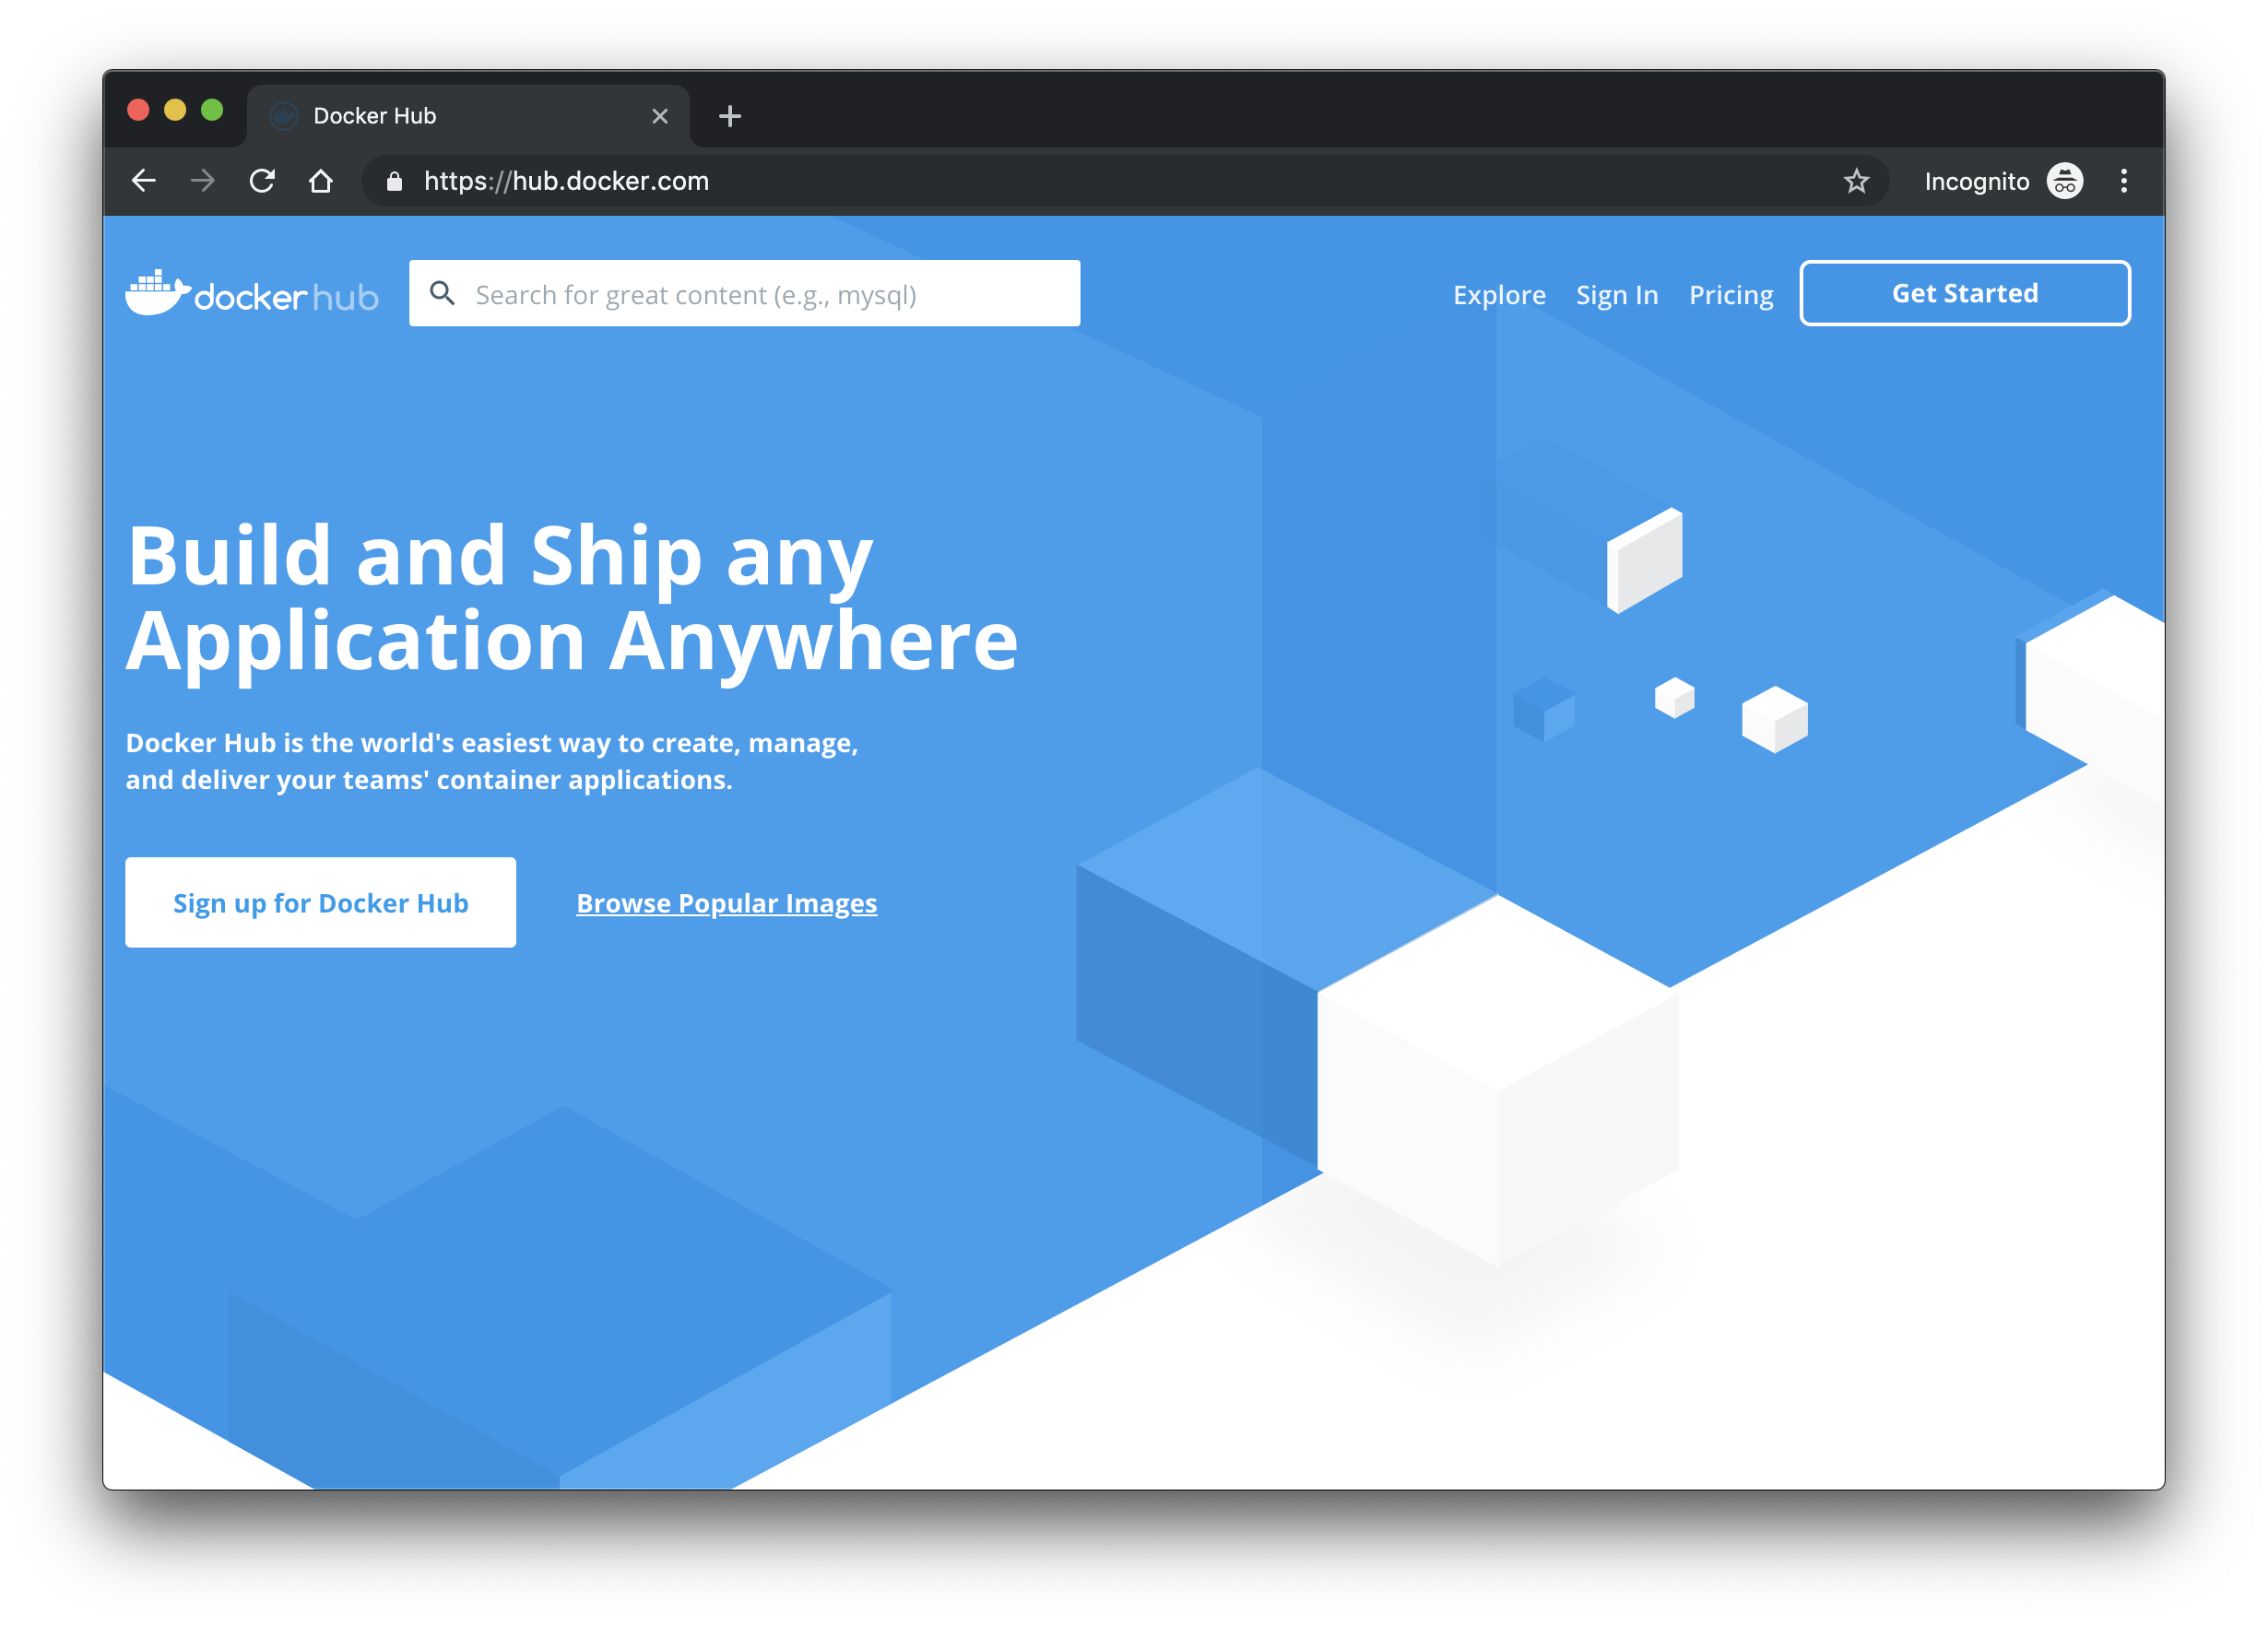 Docker Hub
https://hub.docker.com
Incognito
docker hub
Search for great content (e.g., mysql)
Explore
Sign In
Pricing
Get Started
Build and Ship any
Application Anywhere
Docker Hub is the world's easiest way to create, manage,
and deliver your teams' container applications.
Sign up for Docker Hub
Browse Popular Images